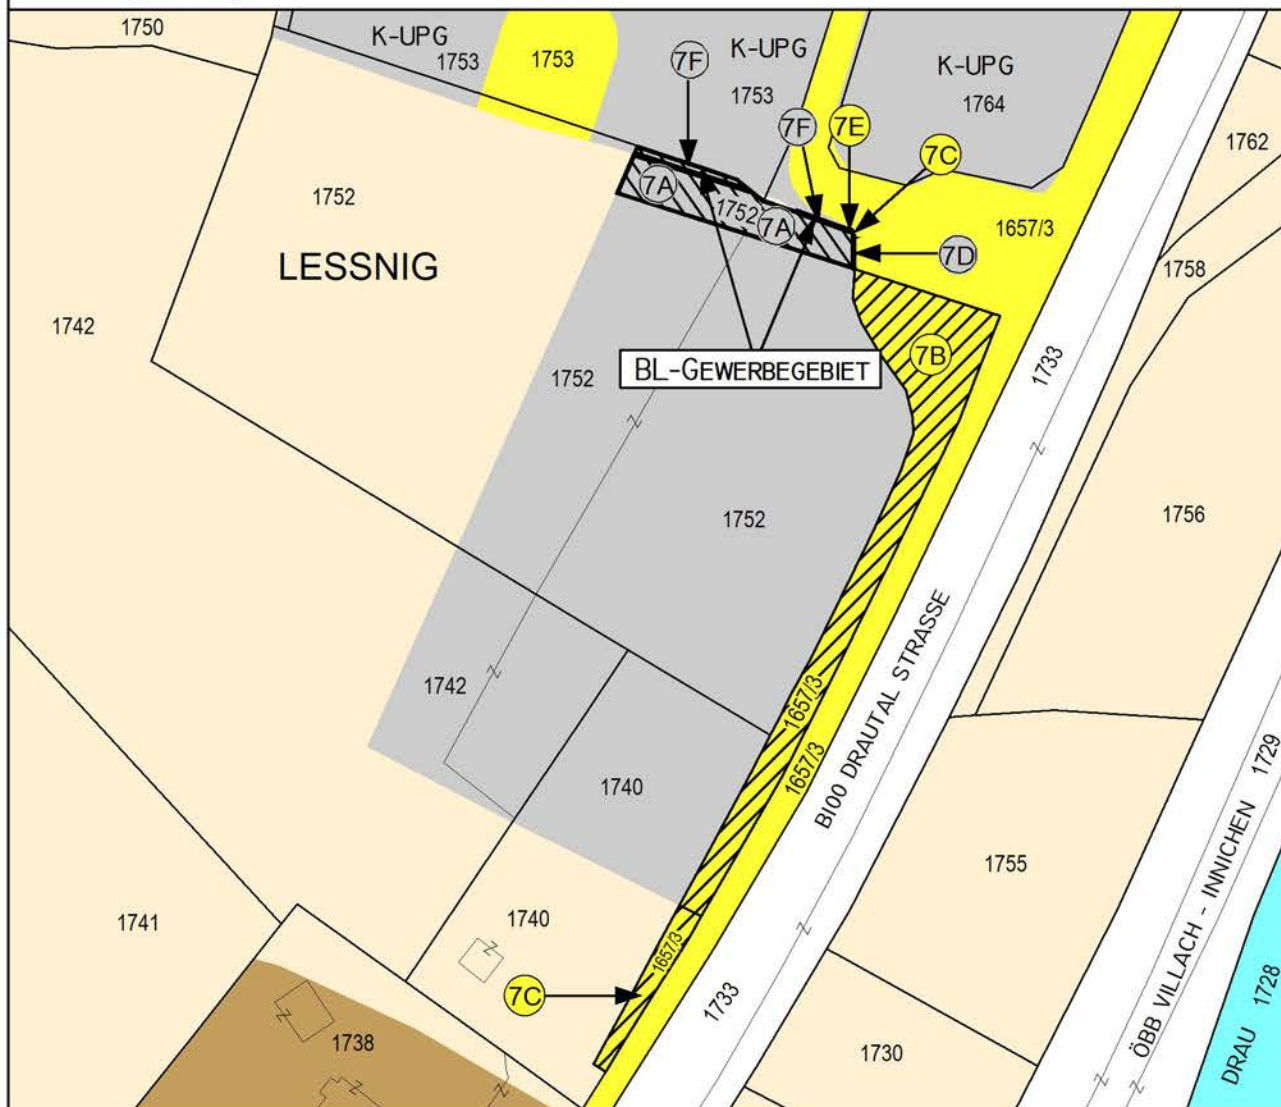 1750
K-UPG
1753
1753
7F
K-UPG
1753
K-UPG
1764
7F
7E
7C
1762
1752
7A
1752
7A
1657/3
7D
1758
LESSNIG
1742
7B
1733
BL-GEWERBEGEBIET
1752
1752
1756
1742
1657/3
1657/3
B100 DRAUTAL STRASSE
1740
1755
ÖBB VILLACH - INNICHEN 1729
1741
1740
1657/3
7C
1733
1738
1730
DRAU 1728